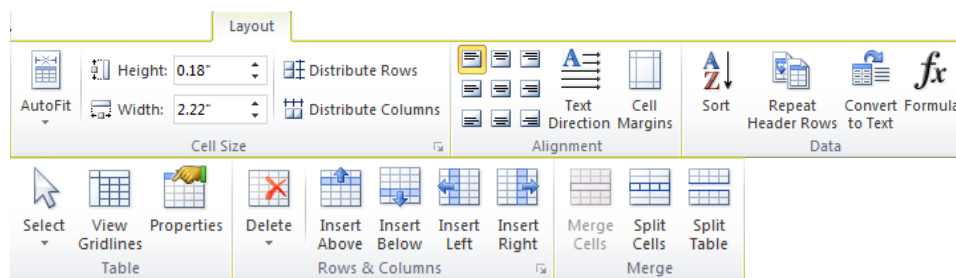 Layout
AutoFit
Height: 0.18"
Width: 2.22"
Distribute Rows
Distribute Columns
Cell Size
A
Text
Direction
Cell
Margins
Alignment
A
Z
Sort
Repeat
Header Rows
Convert
to Text
fx
Formula
Data
Select
View
Gridlines
Properties
Table
Delete
Insert
Above
Insert
Below
Insert
Left
Insert
Right
Rows & Columns
Merge
Cells
Split
Cells
Split
Table
Merge